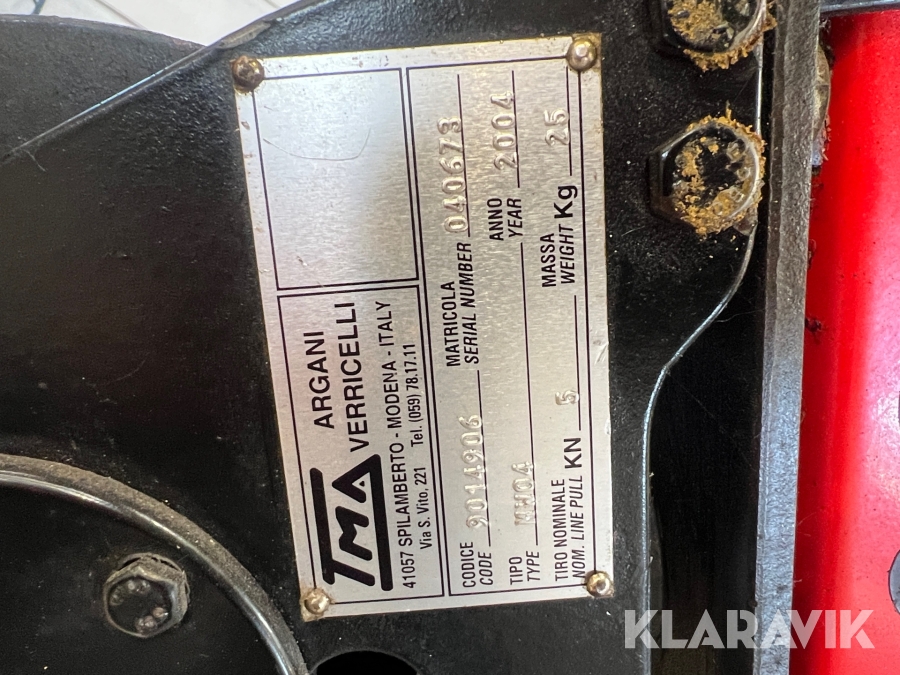 TMA ARGANI
VERRICELLI
41057 SPILAMBERTO - MODENA - ITALY
Via S. Vito, 221 Tel. (059) 78.17.11
CODICE
CODE 9014906 MATRICOLA
SERIAL NUMBER 040673
TIPO
TYPE MW04 ANNO
YEAR 2004
TIRO NOMINALE
NOM. LINE PULL KN 5 MASSA
WEIGHT Kg 25
KLARAVIK